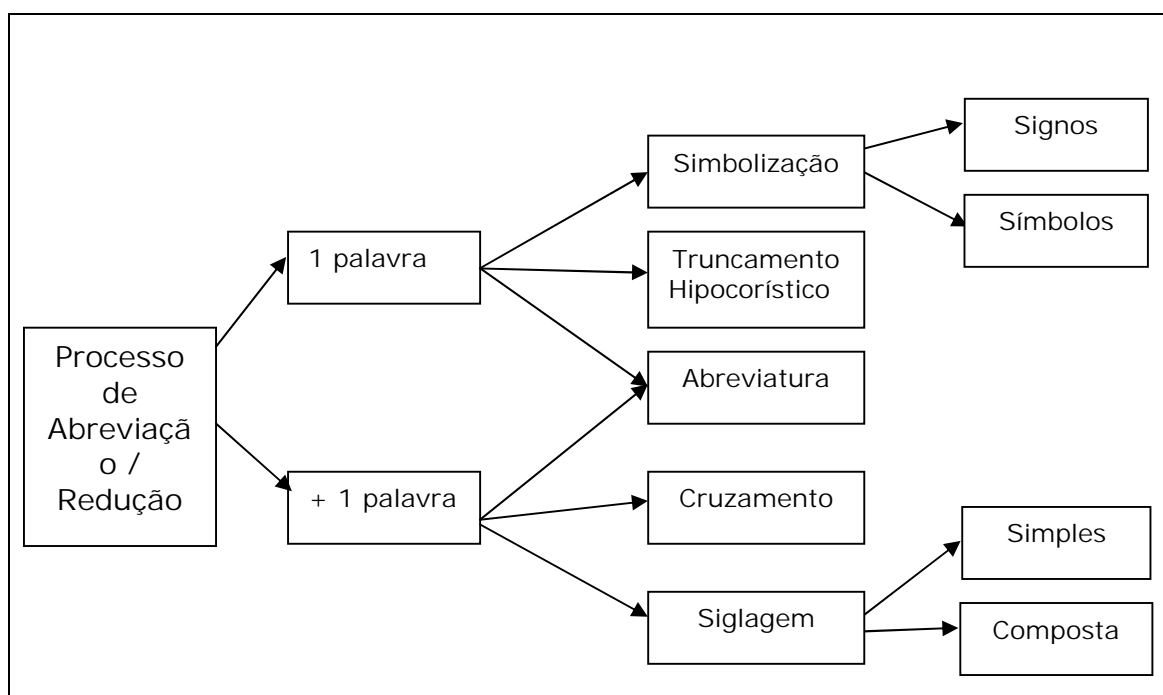 Signos
Simbolização
Símbolos
1 palavra
Truncamento
Hipocorístico
Processo
de
Abreviaçã
o /
Redução
Abreviatura
+ 1 palavra
Cruzamento
Simples
Siglagem
Composta